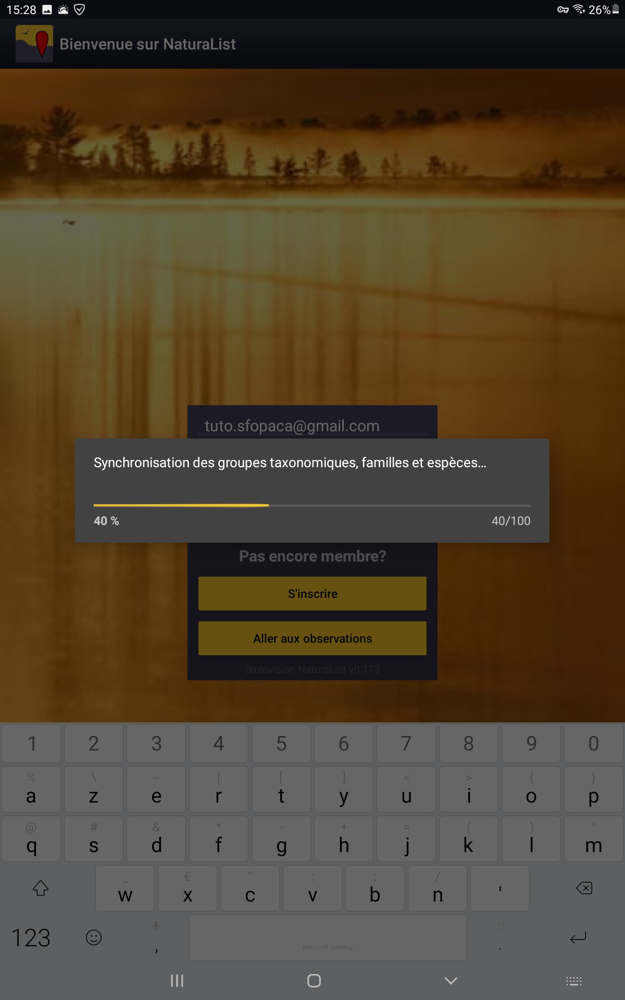 15:28 26%
Bienvenue sur NaturaList
tuto.sfopaca@gmail.com
Synchronisation des groupes taxonomiques, familles et espèces...
40 % 40/100
Pas encore membre?
S'inscrire
Aller aux observations
Biolovision NaturaList v0.173
1 2 3 4 5 6 7 8 9 0
% \ ~ | [ ] < > { }
a z e r t y u i o p
@ # & * - + = ( ) ^
q s d f g h j k l m
_ € " : ; /
w x c v b n '
,!?
123 , .
Microsoft SwiftKey